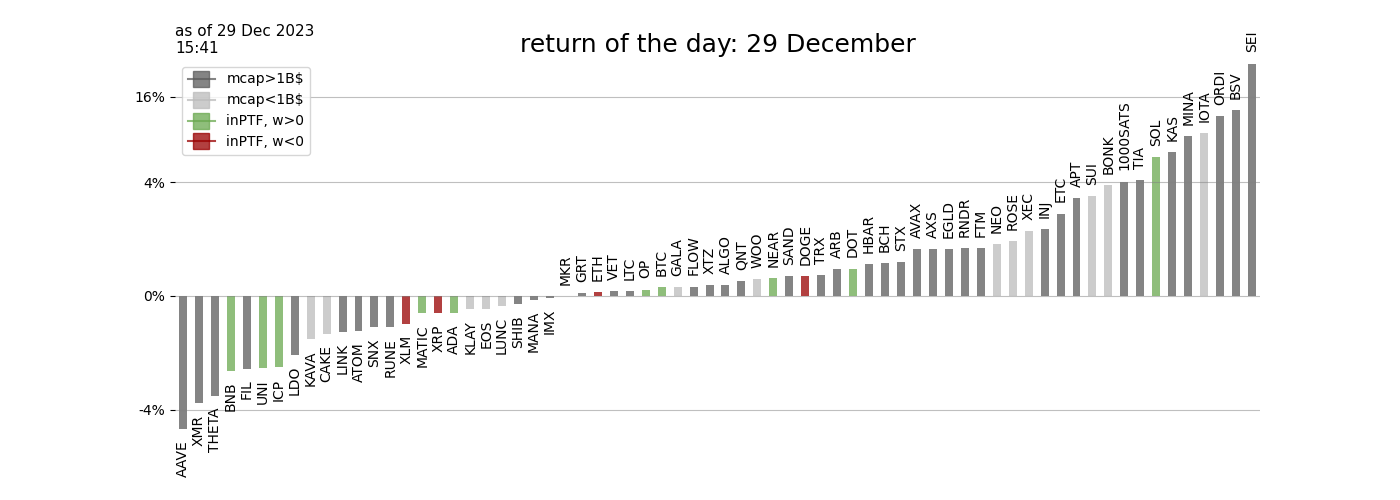 as of 29 Dec 2023
15:41
return of the day: 29 December
mcap>1B$
mcap<1B$
inPTF, w>0
inPTF, w<0
16%
4%
0%
-4%
AAVE
XMR
THETA
BNB
FIL
UNI
ICP
LDO
KAVA
CAKE
LINK
ATOM
SNX
RUNE
XLM
MATIC
XRP
ADA
KLAY
EOS
LUNC
SHIB
MANA
IMX
MKR
GRT
ETH
VET
LTC
OP
BTC
GALA
FLOW
XTZ
ALGO
QNT
WOO
NEAR
SAND
DOGE
TRX
ARB
DOT
HBAR
BCH
STX
AVAX
AXS
EGLD
RNDR
FTM
NEO
ROSE
XEC
INJ
ETC
APT
SUI
BONK
1000SATS
TIA
SOL
KAS
MINA
IOTA
ORDI
BSV
SEI